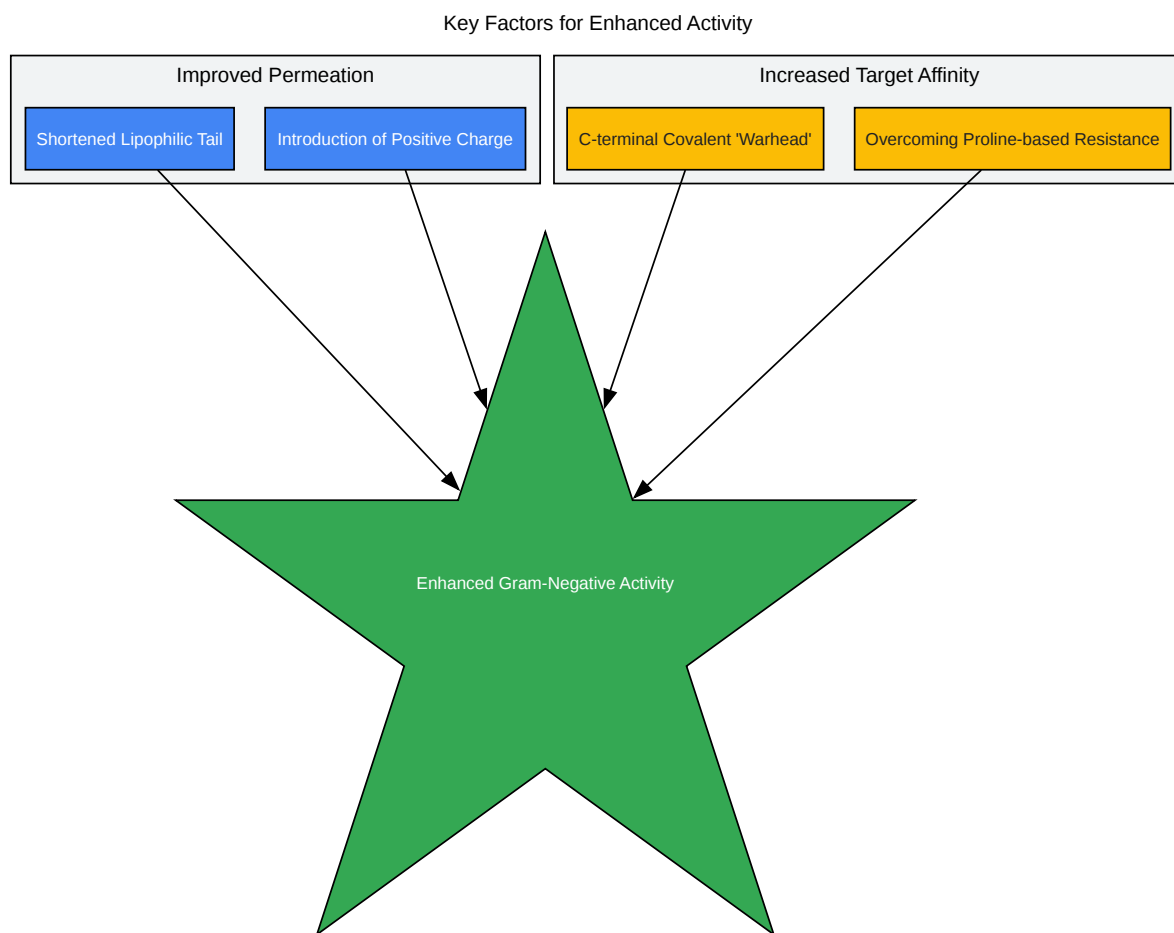 Key Factors for Enhanced Activity
Improved Permeation
Increased Target Affinity
Shortened Lipophilic Tail
Introduction of Positive Charge
C-terminal Covalent 'Warhead'
Overcoming Proline-based Resistance
Enhanced Gram-Negative Activity